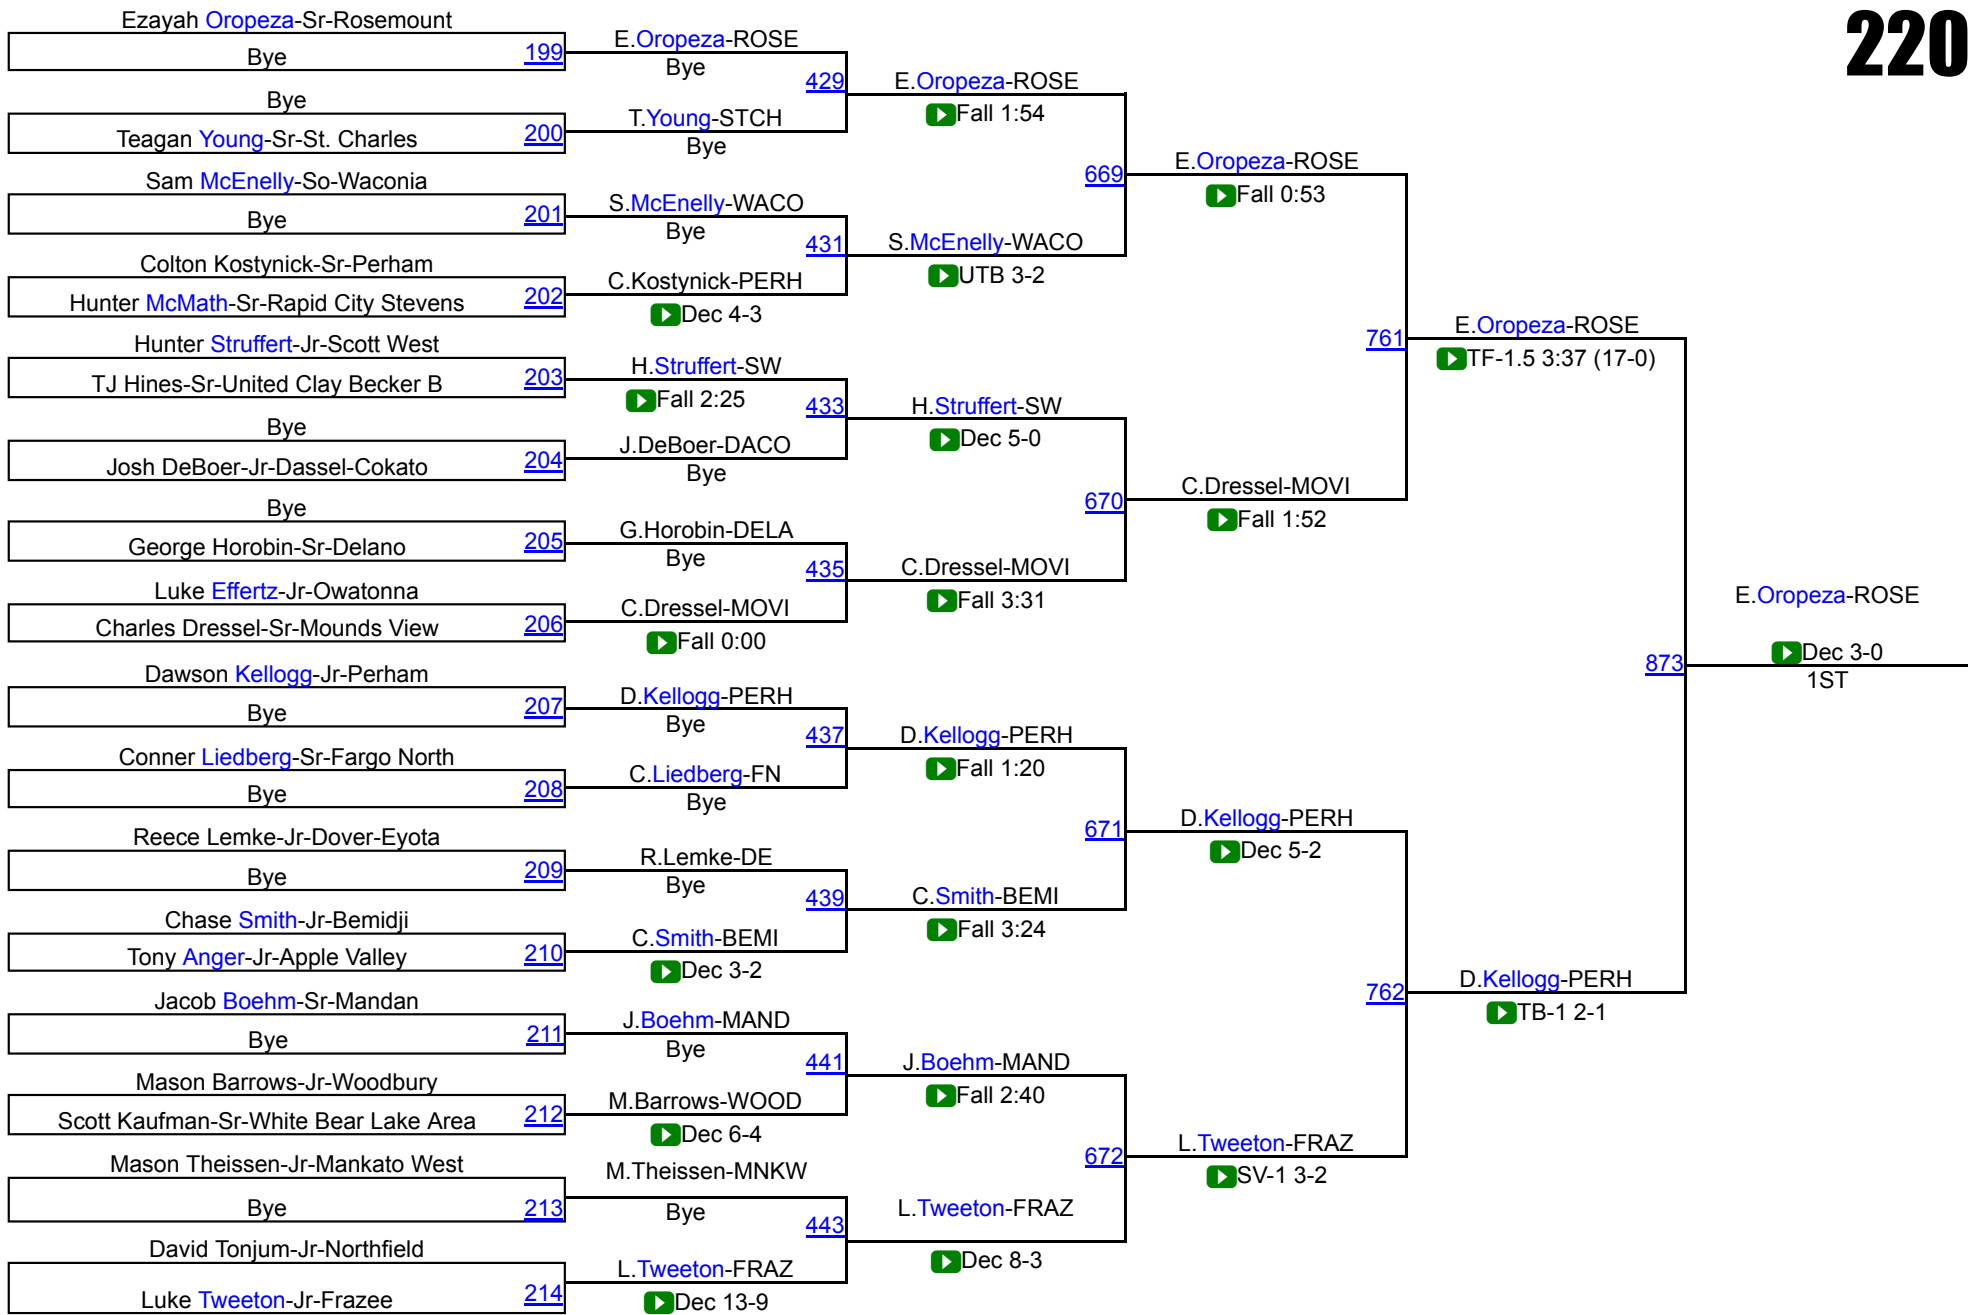 220
Ezayah Oropeza-Sr-Rosemount
Bye
199
Bye
Teagan Young-Sr-St. Charles
200
Sam McEnelly-So-Waconia
Bye
201
Colton Kostynick-Sr-Perham
Hunter McMath-Sr-Rapid City Stevens
202
Hunter Struffert-Jr-Scott West
TJ Hines-Sr-United Clay Becker B
203
Bye
Josh DeBoer-Jr-Dassel-Cokato
204
Bye
George Horobin-Sr-Delano
205
Luke Effertz-Jr-Owatonna
Charles Dressel-Sr-Mounds View
206
Dawson Kellogg-Jr-Perham
Bye
207
Conner Liedberg-Sr-Fargo North
Bye
208
Reece Lemke-Jr-Dover-Eyota
Bye
209
Chase Smith-Jr-Bemidji
Tony Anger-Jr-Apple Valley
210
Jacob Boehm-Sr-Mandan
Bye
211
Mason Barrows-Jr-Woodbury
Scott Kaufman-Sr-White Bear Lake Area
212
Mason Theissen-Jr-Mankato West
Bye
213
David Tonjum-Jr-Northfield
Luke Tweeton-Jr-Frazee
214
E.Oropeza-ROSE
Bye
429
T.Young-STCH
Bye
S.McEnelly-WACO
Bye
431
C.Kostynick-PERH
Dec 4-3
H.Struffert-SW
Fall 2:25
433
J.DeBoer-DACO
Bye
G.Horobin-DELA
Bye
435
C.Dressel-MOVI
Fall 0:00
D.Kellogg-PERH
Bye
437
C.Liedberg-FN
Bye
R.Lemke-DE
Bye
439
C.Smith-BEMI
Dec 3-2
J.Boehm-MAND
Bye
441
M.Barrows-WOOD
Dec 6-4
M.Theissen-MNKW
Bye
443
L.Tweeton-FRAZ
Dec 13-9
E.Oropeza-ROSE
Fall 1:54
669
S.McEnelly-WACO
UTB 3-2
H.Struffert-SW
Dec 5-0
670
C.Dressel-MOVI
Fall 3:31
D.Kellogg-PERH
Fall 1:20
671
C.Smith-BEMI
Fall 3:24
J.Boehm-MAND
Fall 2:40
672
L.Tweeton-FRAZ
Dec 8-3
E.Oropeza-ROSE
Fall 0:53
761
C.Dressel-MOVI
Fall 1:52
D.Kellogg-PERH
Dec 5-2
762
L.Tweeton-FRAZ
SV-1 3-2
E.Oropeza-ROSE
TF-1.5 3:37 (17-0)
873
D.Kellogg-PERH
TB-1 2-1
E.Oropeza-ROSE
Dec 3-0
1ST